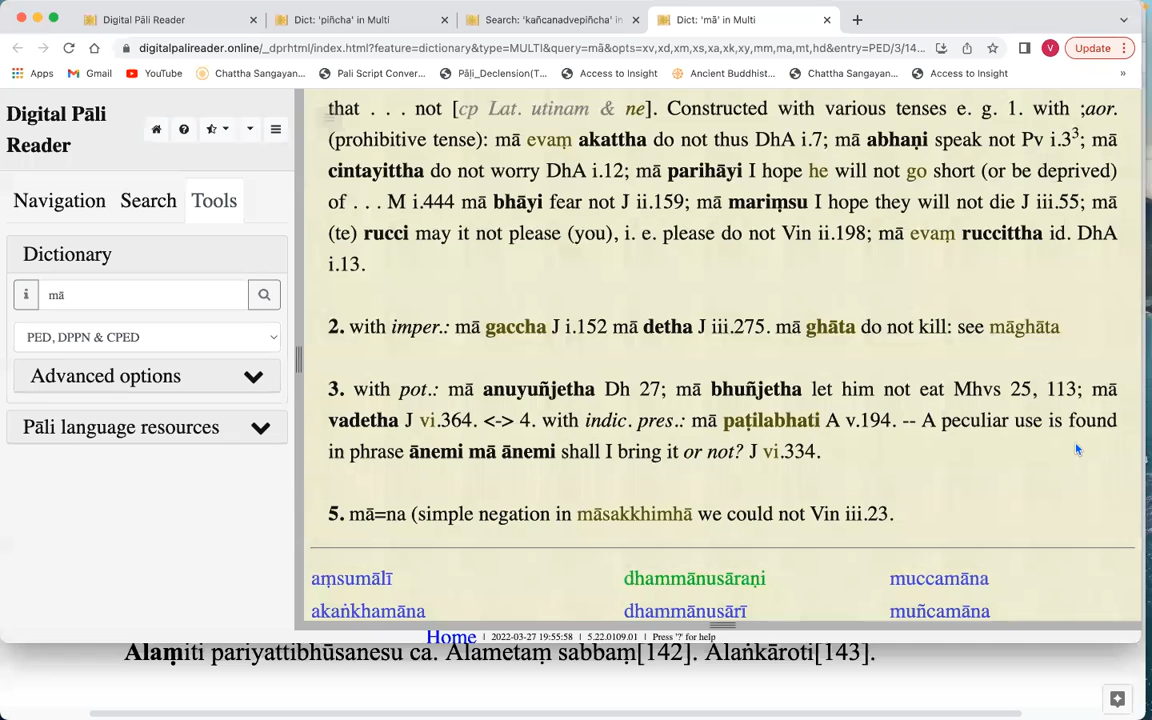 Digital Pāli Reader
Dict: 'piñcha' in Multi
Search: 'kañcanadvepiñcha' in
Dict: 'mā' in Multi
digitalpalireader.online/_dprhtml/index.html?feature=dictionary&type=MULTI&query=mā&opts=xv,xd,xm,xs,xa,xk,xy,mm,ma,mt,hd&entry=PED/3/14...
V
Update
Apps
Gmail
YouTube
Chattha Sangayan...
Pali Script Conver...
Pāḷi_Declension(T...
Access to Insight
Ancient Buddhist...
Chattha Sangayan...
Access to Insight
»
Digital Pāli
Reader
Navigation Search Tools
Dictionary
i mā
PED, DPPN & CPED
Advanced options
Pāli language resources
that . . . not [cp Lat. utinam & ne]. Constructed with various tenses e. g. 1. with ;aor.
(prohibitive tense): mā evaṃ akattha do not thus DhA i.7; mā abhaṇi speak not Pv i.3³; mā
cintayittha do not worry DhA i.12; mā parihāyi I hope he will not go short (or be deprived)
of . . . M i.444 mā bhāyi fear not J ii.159; mā mariṃsu I hope they will not die J iii.55; mā
(te) rucci may it not please (you), i. e. please do not Vin ii.198; mā evaṃ ruccittha id. DhA
i.13.
2. with imper.: mā gaccha J i.152 mā detha J iii.275. mā ghāta do not kill: see māghāta
3. with pot.: mā anuyuñjetha Dh 27; mā bhuñjetha let him not eat Mhvs 25, 113; mā
vadetha J vi.364. <-> 4. with indic. pres.: mā paṭilabhati A v.194. -- A peculiar use is found
in phrase ānemi mā ānemi shall I bring it or not? J vi.334.
5. mā=na (simple negation in māsakkhimhā we could not Vin iii.23.
aṃsumālī dhammānusāraṇi muccamāna
akaṅkhamāna dhammānusārī muñcamāna
Home | 2022-03-27 19:55:58 | 5.22.0109.01 | Press '?' for help
Alaṃiti pariyattibhūsanesu ca. Alametaṃ sabbaṃ[142]. Alaṅkāroti[143].